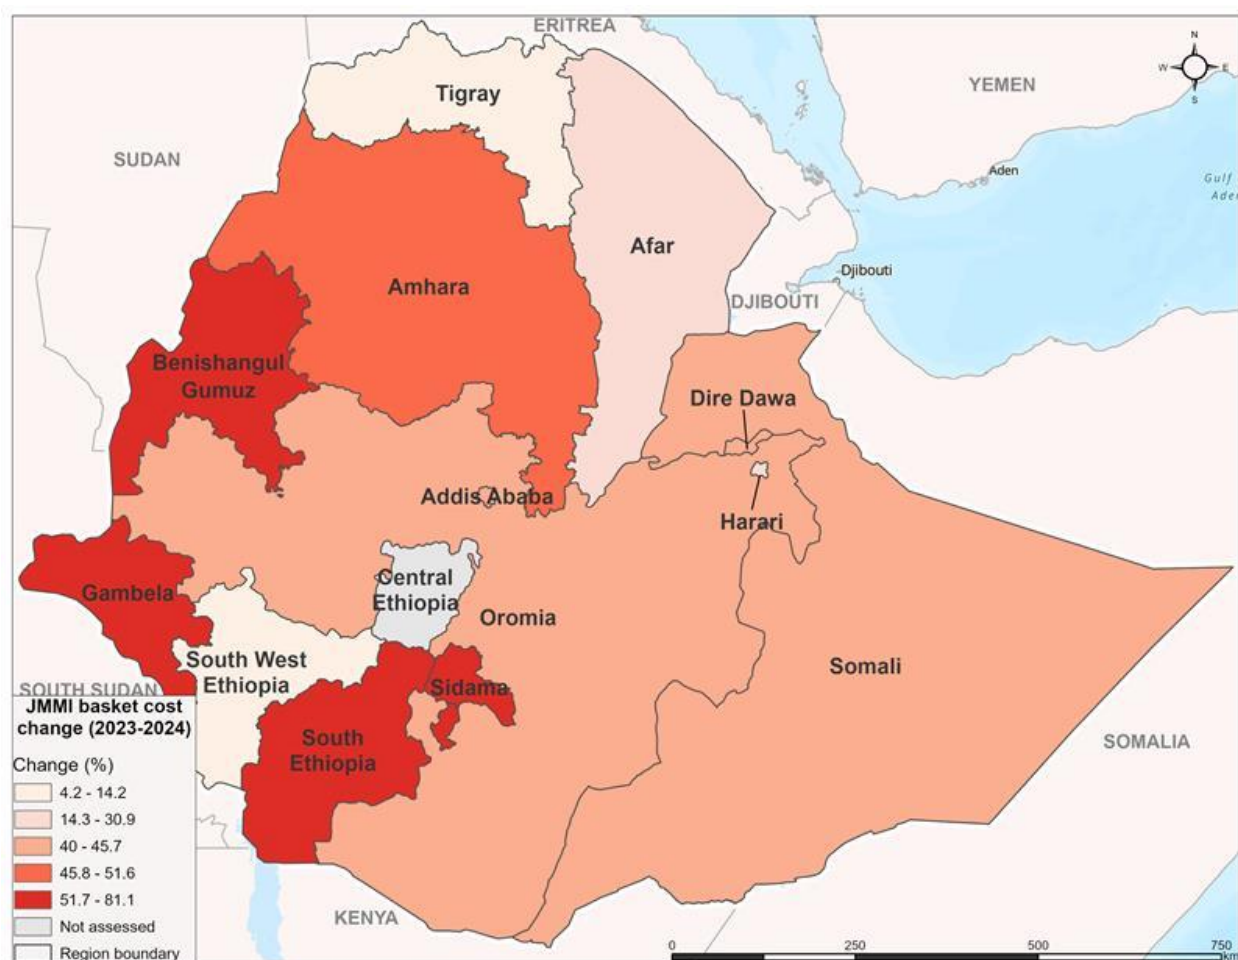 ERITREA
N
W
E
S
YEMEN
Tigray
SUDAN
Aden
Gulf
Afar
Djibouti
DJIBOUTI
Amhara
Benishangul
Gumuz
Dire Dawa
Addis Ababa
Harari
Central
Ethiopia
Gambela
Oromia
South West
Ethiopia
Somali
SOUTH SUDAN
Sidama
South
Ethiopia
SOMALIA
KENYA
JMMI basket cost
change (2023-2024)
Change (%)
4.2 - 14.2
14.3 - 30.9
40 - 45.7
45.8 - 51.6
51.7 - 81.1
Not assessed
Region boundary
0
250
500
750
km